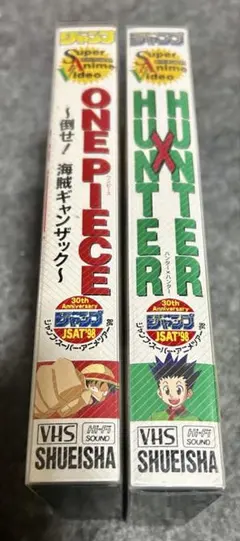 ジャンプ
Super
Anime
Video
ONE PIECE
ワンピース
～倒せ！ 海賊ギャンザック～
30th Anniversary
ジャンプ
JSAT'98
ジャンプ・スーパー・アニメツアー98
VHS
HI-FI
SOUND
SHUEISHA
ジャンプ
Super
Anime
Video
HUNTER
X
HUNTER
ハンター×ハンター
30th Anniversary
ジャンプ
JSAT'98
ジャンプ・スーパー・アニメツアー98
VHS
HI-FI
SOUND
SHUEISHA